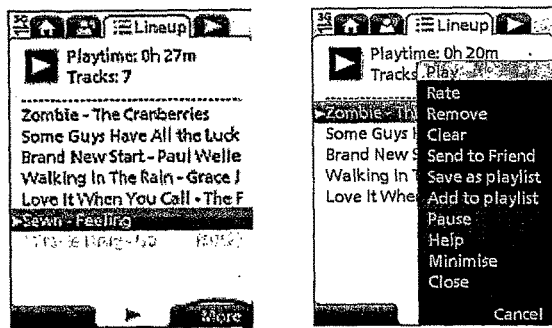 3G Lineup
Playtime: 0h 27m
Tracks: 7
Zombie - The Cranberries
Some Guys Have All the Luck
Brand New Start - Paul Welle
Walking In The Rain - Grace J
Love It When You Call - The F
Sewn - Feeling
More
3G Lineup
Playtime: 0h 20m
Tracks
Zombie - Th
Some Guys H
Brand New S
Walking In T
Love It Whe
Play
Rate
Remove
Clear
Send to Friend
Save as playlist
Add to playlist
Pause
Help
Minimise
Close
Cancel